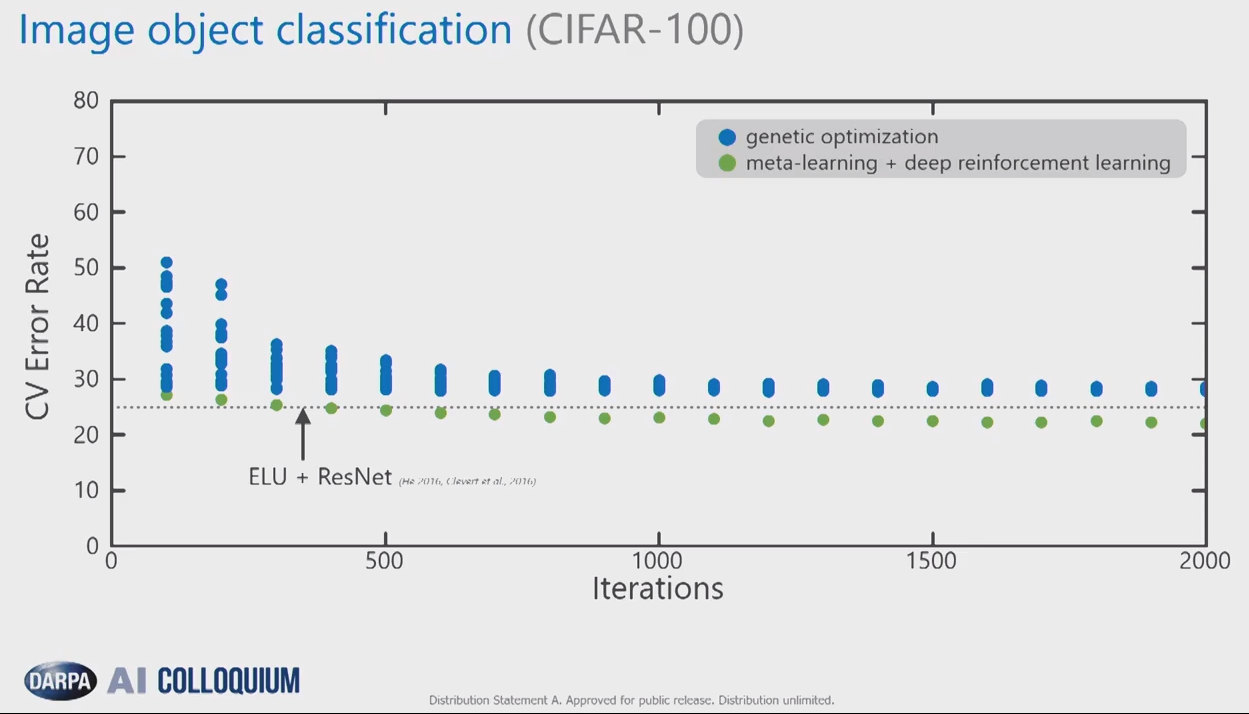 Image object classification (CIFAR-100)
80
70
60
50
40
30
20
10
0
CV Error Rate
genetic optimization
meta-learning + deep reinforcement learning
ELU + ResNet (He 2016, Clevert et al., 2016)
0 500 1000 1500 2000
Iterations
DARPA AI COLLOQUIUM
Distribution Statement A. Approved for public release. Distribution unlimited.